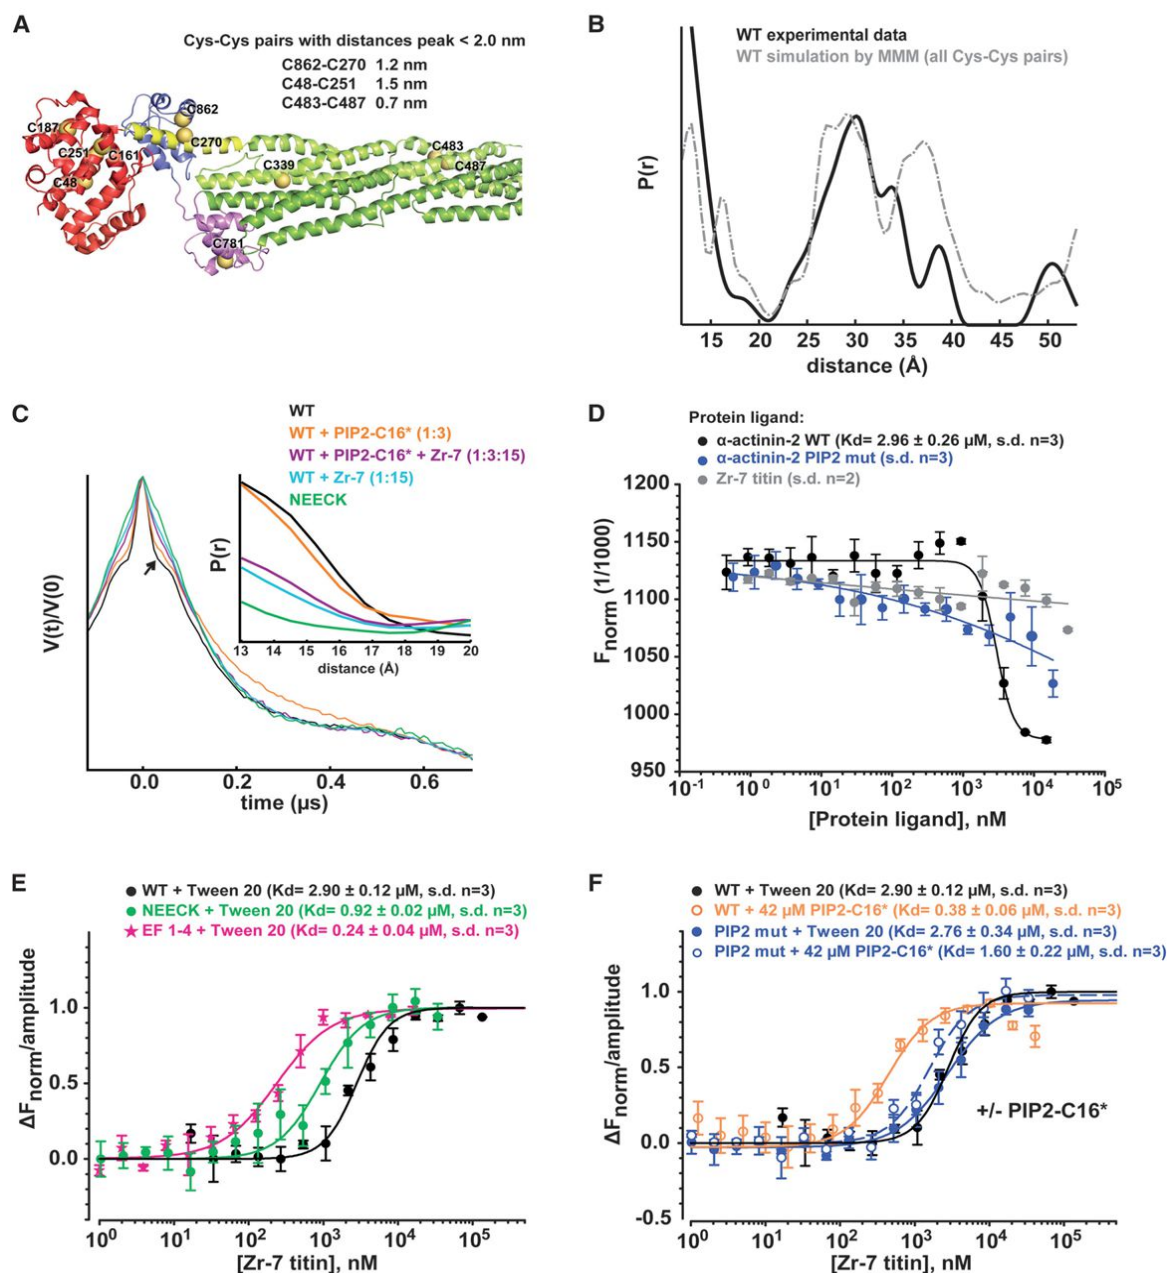 A
Cys-Cys pairs with distances peak < 2.0 nm
C862-C270 1.2 nm
C48-C251 1.5 nm
C483-C487 0.7 nm
C862
C187
C270
C251
C161
C483
C339
C487
C48
C781
B
WT experimental data
WT simulation by MMM (all Cys-Cys pairs)
P(r)
15 20 25 30 35 40 45 50
distance (Å)
C
WT
WT + PIP2-C16* (1:3)
WT + PIP2-C16* + Zr-7 (1:3:15)
WT + Zr-7 (1:15)
NEECK
V(t)/V(0)
P(r)
13 14 15 16 17 18 19 20
distance (Å)
0.0 0.2 0.4 0.6
time (µs)
D
Protein ligand:
α-actinin-2 WT (Kd= 2.96 ± 0.26 µM, s.d. n=3)
α-actinin-2 PIP2 mut (s.d. n=3)
Zr-7 titin (s.d. n=2)
Fnorm (1/1000)
1200
1150
1100
1050
1000
950
10-1 100 101 102 103 104 105
[Protein ligand], nM
E
WT + Tween 20 (Kd= 2.90 ± 0.12 µM, s.d. n=3)
NEECK + Tween 20 (Kd= 0.92 ± 0.02 µM, s.d. n=3)
EF 1-4 + Tween 20 (Kd= 0.24 ± 0.04 µM, s.d. n=3)
ΔFnorm/amplitude
1.0
0.5
0.0
100 101 102 103 104 105
[Zr-7 titin], nM
F
WT + Tween 20 (Kd= 2.90 ± 0.12 µM, s.d. n=3)
WT + 42 µM PIP2-C16* (Kd= 0.38 ± 0.06 µM, s.d. n=3)
PIP2 mut + Tween 20 (Kd= 2.76 ± 0.34 µM, s.d. n=3)
PIP2 mut + 42 µM PIP2-C16* (Kd= 1.60 ± 0.22 µM, s.d. n=3)
ΔFnorm/amplitude
1.0
0.5
0.0
-0.5
+/- PIP2-C16*
100 101 102 103 104 105
[Zr-7 titin], nM